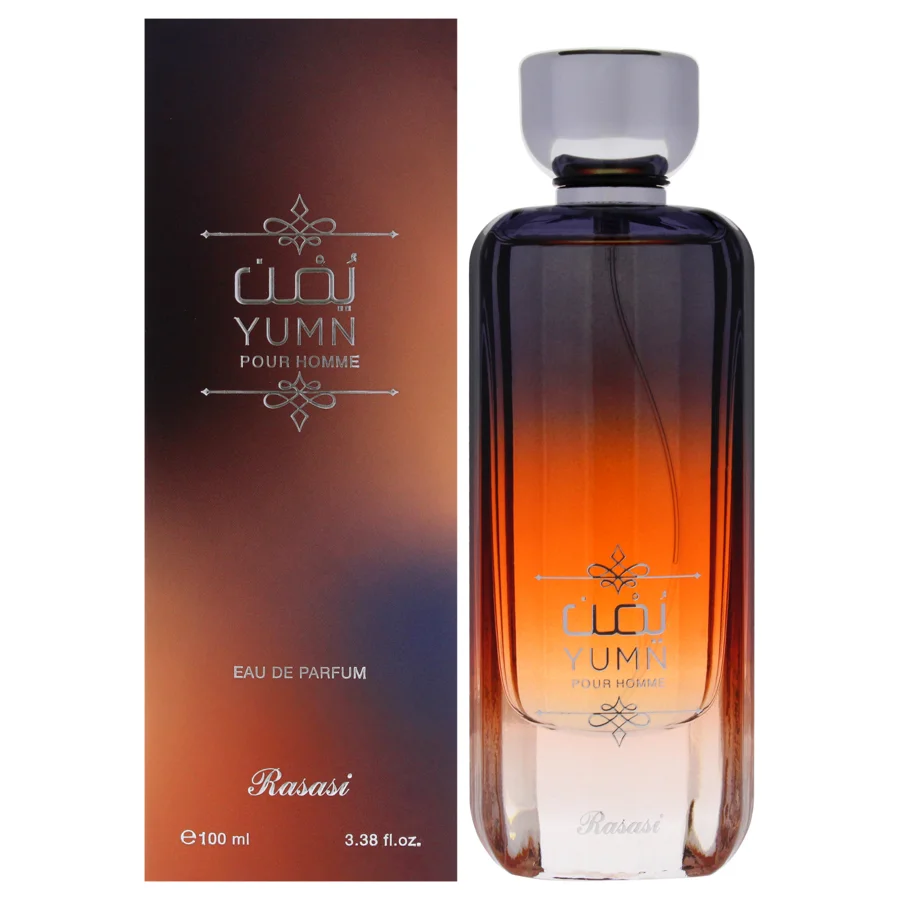 يُمْن
YUMN
POUR HOMME
EAU DE PARFUM
Rasasi
℮100 ml 3.38 fl.oz.
يُمْن
YUMN
POUR HOMME
Rasasi